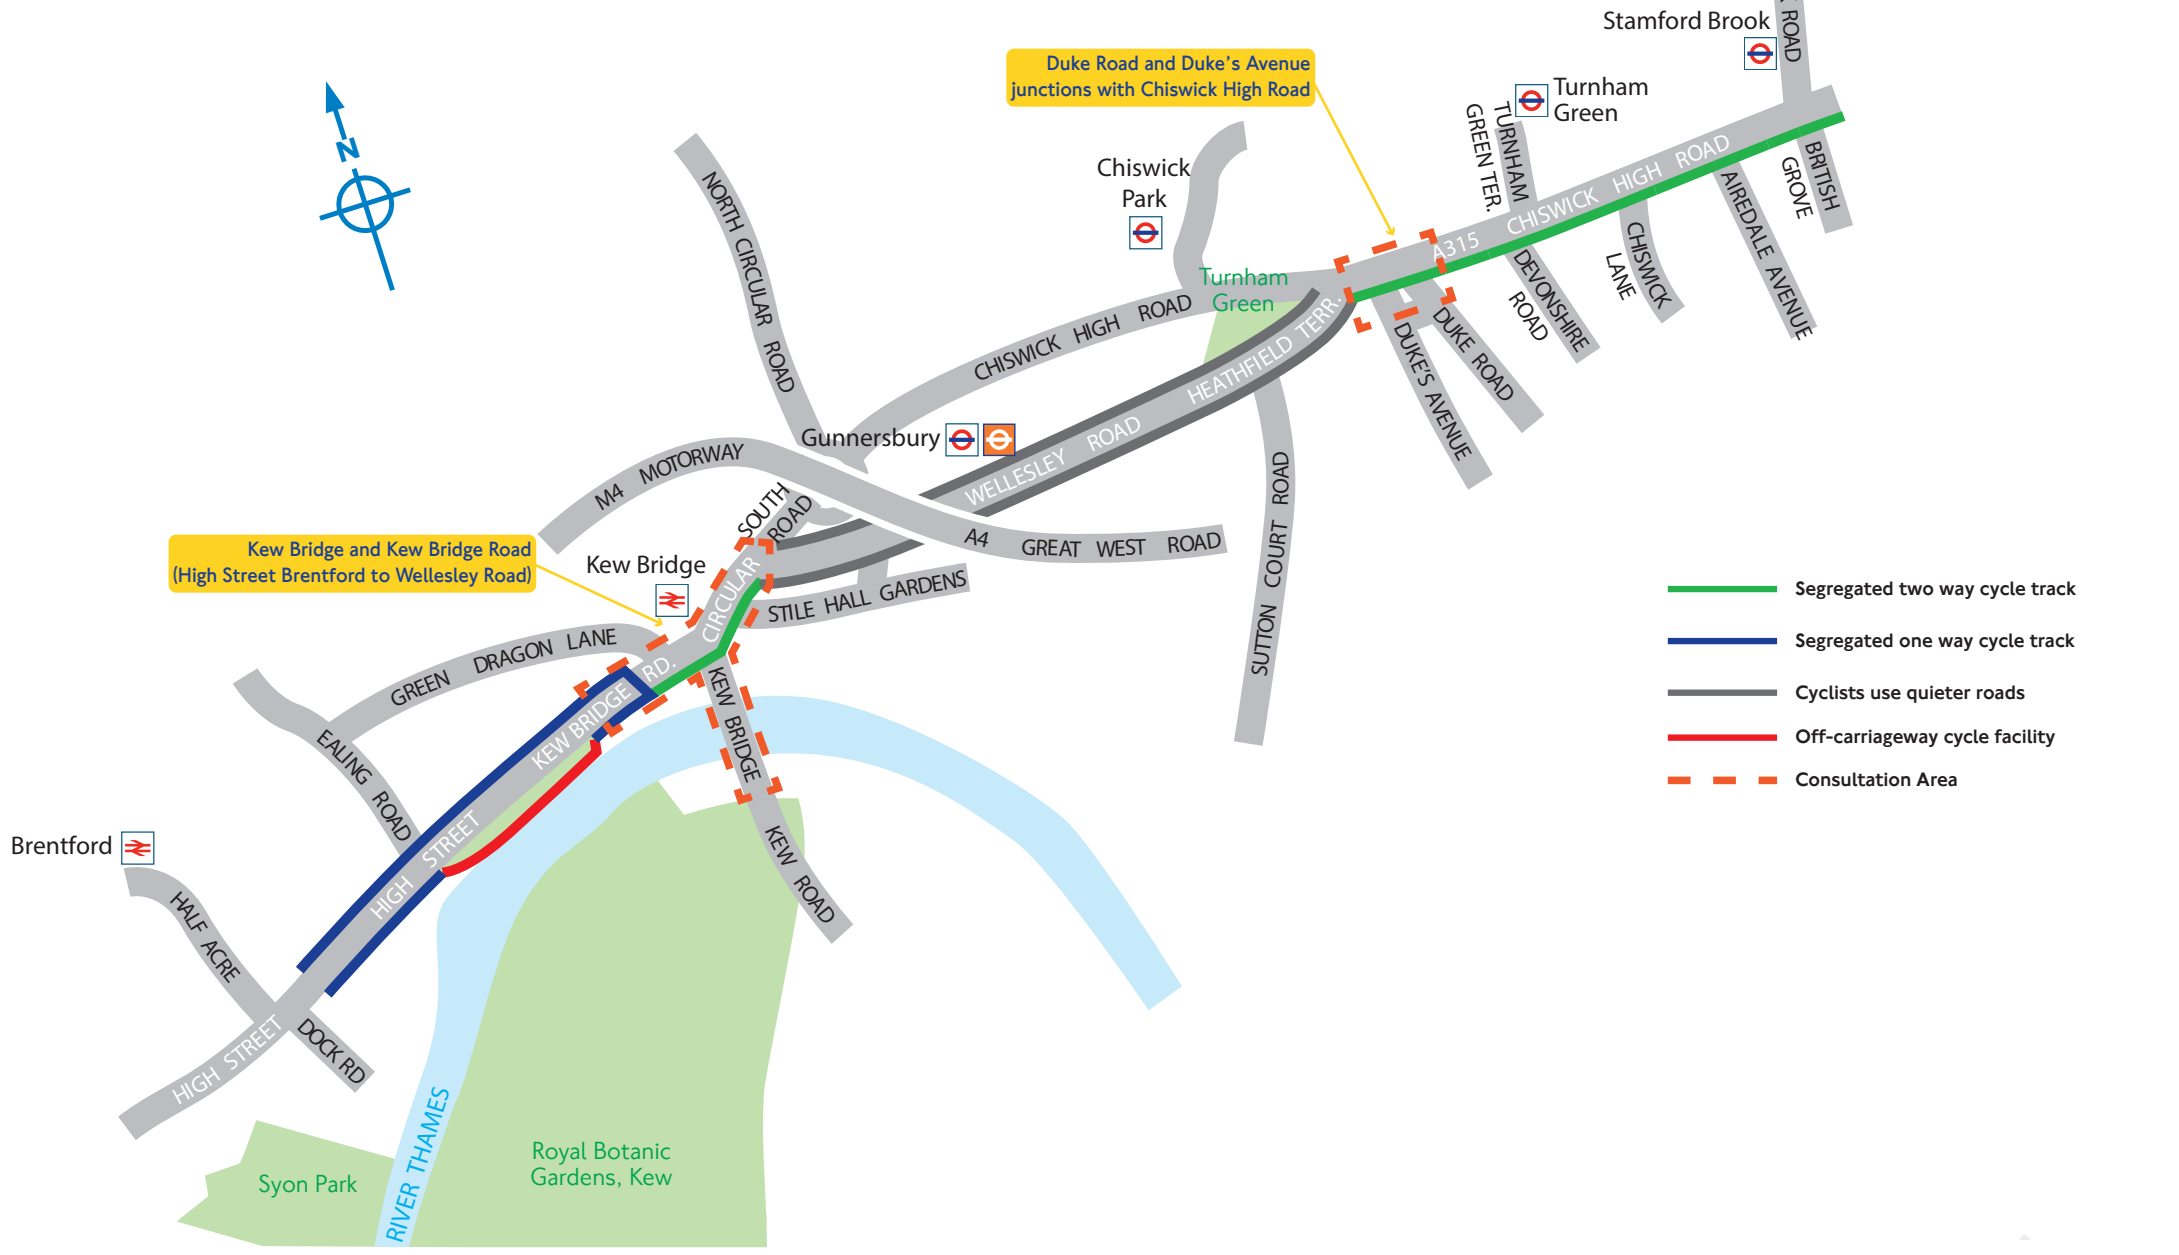 Stamford Brook
ROAD
Duke Road and Duke's Avenue
junctions with Chiswick High Road
Turnham
Green
TURNHAM
GREEN TER.
N
Chiswick
Park
NORTH CIRCULAR ROAD
BRITISH
GROVE
A315 CHISWICK HIGH ROAD
AIREDALE AVENUE
CHISWICK
LANE
DEVONSHIRE
ROAD
Turnham
Green
CHISWICK HIGH ROAD
HEATHFIELD TERR.
DUKE ROAD
DUKE'S AVENUE
Gunnersbury
WELLESLEY ROAD
M4 MOTORWAY
SOUTH
ROAD
A4 GREAT WEST ROAD
SUTTON COURT ROAD
Kew Bridge and Kew Bridge Road
(High Street Brentford to Wellesley Road)
Kew Bridge
CIRCULAR
STILE HALL GARDENS
GREEN DRAGON LANE
KEW BRIDGE RD.
KEW BRIDGE
EALING ROAD
HIGH STREET
KEW ROAD
Brentford
HALF ACRE
DOCK RD
HIGH STREET
RIVER THAMES
Syon Park
Royal Botanic
Gardens, Kew
Segregated two way cycle track
Segregated one way cycle track
Cyclists use quieter roads
Off-carriageway cycle facility
Consultation Area